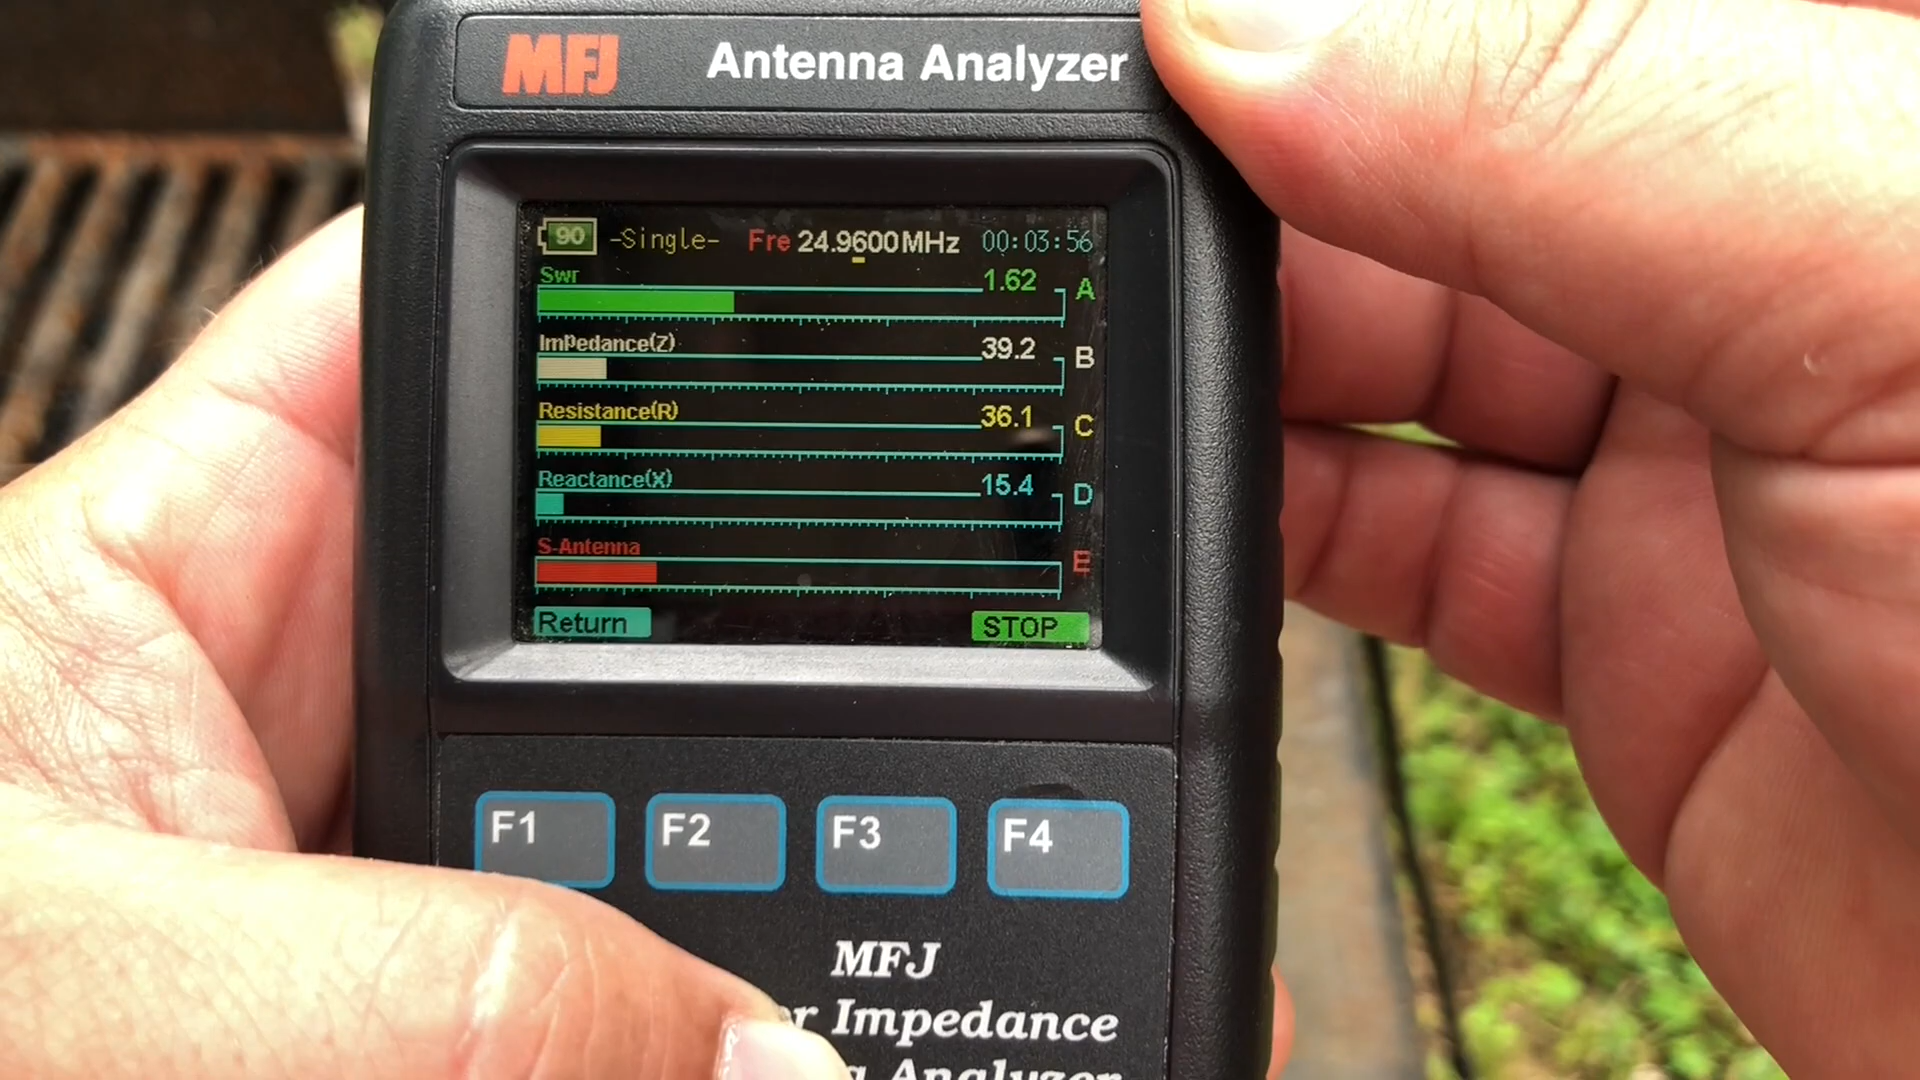 MFJ Antenna Analyzer
90 -Single- Fre 24.9600MHz 00:03:56
Swr 1.62 A
Impedance(Z) 39.2 B
Resistance(R) 36.1 C
Reactance(X) 15.4 D
S-Antenna E
Return STOP
F1 F2 F3 F4
MFJ
r Impedance
Analyzer